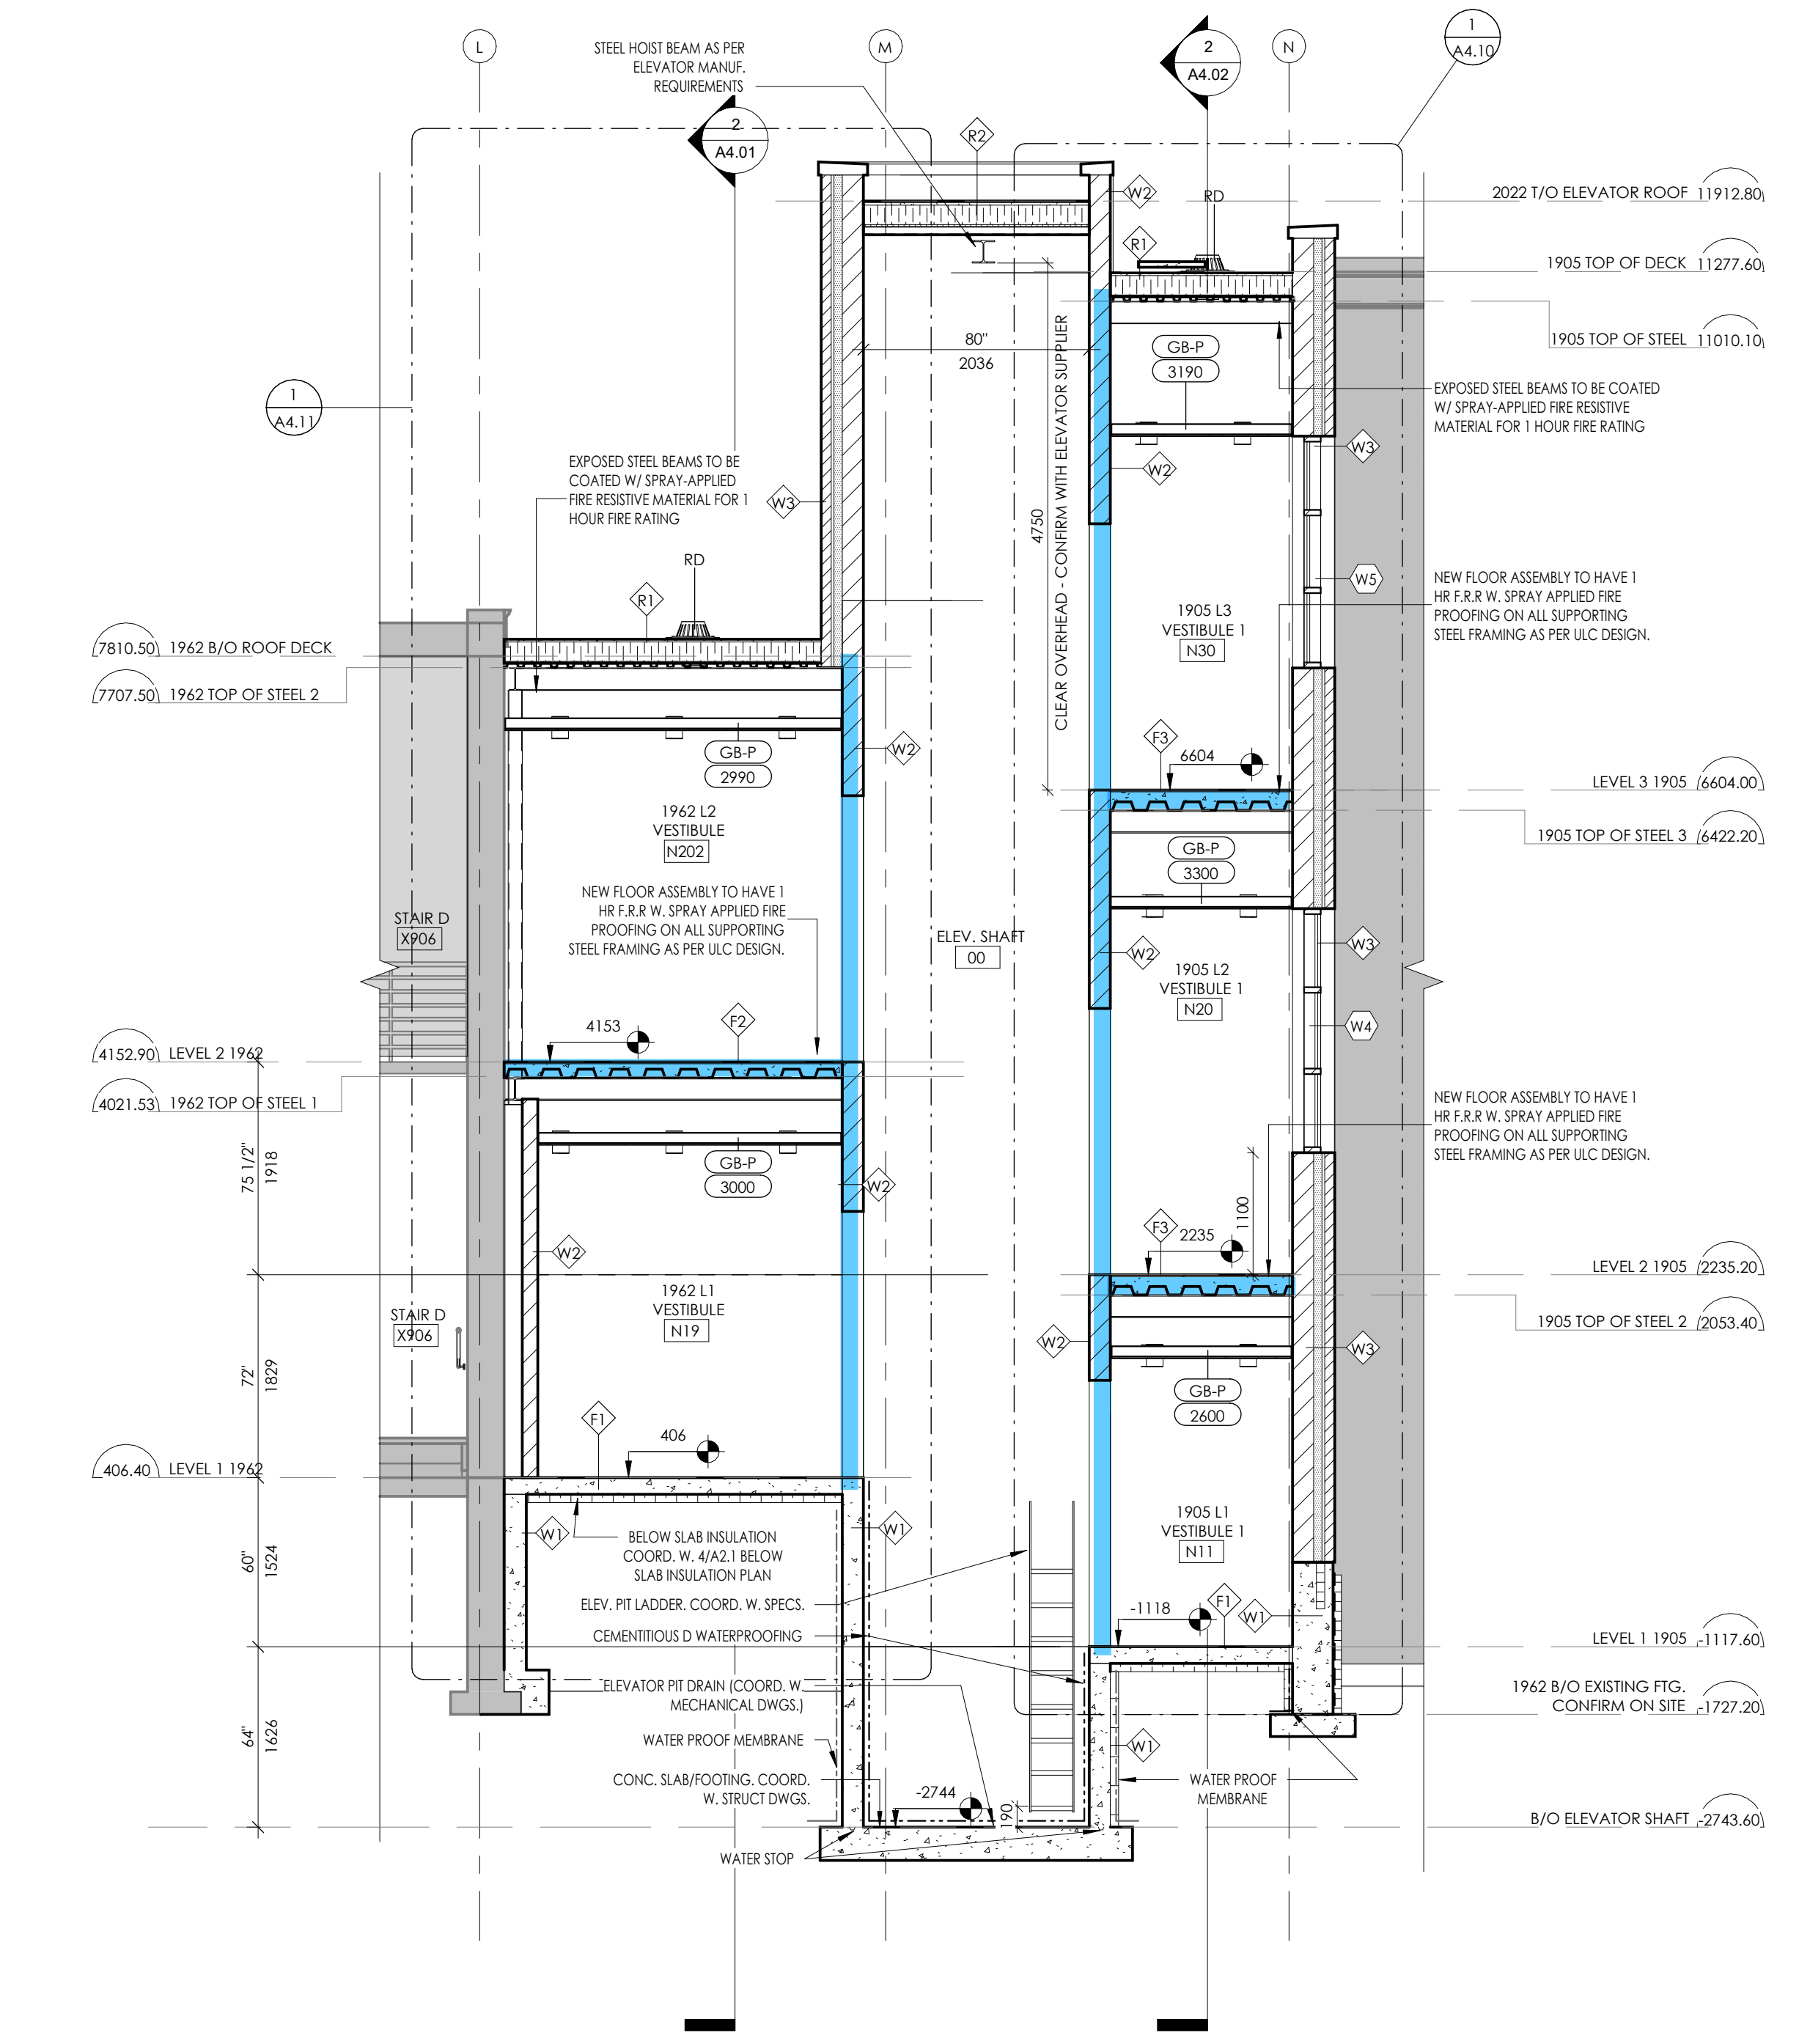 L
M
N
1
A4.10
2
A4.02
STEEL HOIST BEAM AS PER
ELEVATOR MANUF.
REQUIREMENTS
2
A4.01
R2
W2
RD
R1
2022 T/O ELEVATOR ROOF 11912.80
1905 TOP OF DECK 11277.60
1905 TOP OF STEEL 11010.10
80"
2036
GB-P
3190
CLEAR OVERHEAD - CONFIRM WITH ELEVATOR SUPPLIER
4750
EXPOSED STEEL BEAMS TO BE COATED
W/ SPRAY-APPLIED FIRE RESISTIVE
MATERIAL FOR 1 HOUR FIRE RATING
1
A4.11
W3
W2
EXPOSED STEEL BEAMS TO BE
COATED W/ SPRAY-APPLIED
FIRE RESISTIVE MATERIAL FOR 1
HOUR FIRE RATING
W3
RD
R1
W5
NEW FLOOR ASSEMBLY TO HAVE 1
HR F.R.R W. SPRAY APPLIED FIRE
PROOFING ON ALL SUPPORTING
STEEL FRAMING AS PER ULC DESIGN.
1905 L3
VESTIBULE 1
N30
7810.50 1962 B/O ROOF DECK
7707.50 1962 TOP OF STEEL 2
GB-P
2990
W2
F3
6604
LEVEL 3 1905 6604.00
1905 TOP OF STEEL 3 6422.20
1962 L2
VESTIBULE
N202
GB-P
3300
NEW FLOOR ASSEMBLY TO HAVE 1
HR F.R.R W. SPRAY APPLIED FIRE
PROOFING ON ALL SUPPORTING
STEEL FRAMING AS PER ULC DESIGN.
STAIR D
X906
ELEV. SHAFT
00
W2
W3
1905 L2
VESTIBULE 1
N20
W4
4153
F2
4152.90 LEVEL 2 1962
4021.53 1962 TOP OF STEEL 1
NEW FLOOR ASSEMBLY TO HAVE 1
HR F.R.R W. SPRAY APPLIED FIRE
PROOFING ON ALL SUPPORTING
STEEL FRAMING AS PER ULC DESIGN.
75 1/2"
1918
GB-P
3000
W2
W2
F3
2235
1100
LEVEL 2 1905 2235.20
1905 TOP OF STEEL 2 2053.40
1962 L1
VESTIBULE
N19
STAIR D
X906
W2
W3
72"
1829
GB-P
2600
F1
406
406.40 LEVEL 1 1962
W1
W1
BELOW SLAB INSULATION
COORD. W. 4/A2.1 BELOW
SLAB INSULATION PLAN
1905 L1
VESTIBULE 1
N11
60"
1524
ELEV. PIT LADDER. COORD. W. SPECS.
CEMENTITIOUS D WATERPROOFING
-1118
F1
W1
LEVEL 1 1905 -1117.60
ELEVATOR PIT DRAIN (COORD. W.
MECHANICAL DWGS.)
1962 B/O EXISTING FTG.
CONFIRM ON SITE -1727.20
64"
1626
WATER PROOF MEMBRANE
W1
CONC. SLAB/FOOTING. COORD.
W. STRUCT DWGS.
-2744
190
WATER PROOF
MEMBRANE
B/O ELEVATOR SHAFT -2743.60
WATER STOP